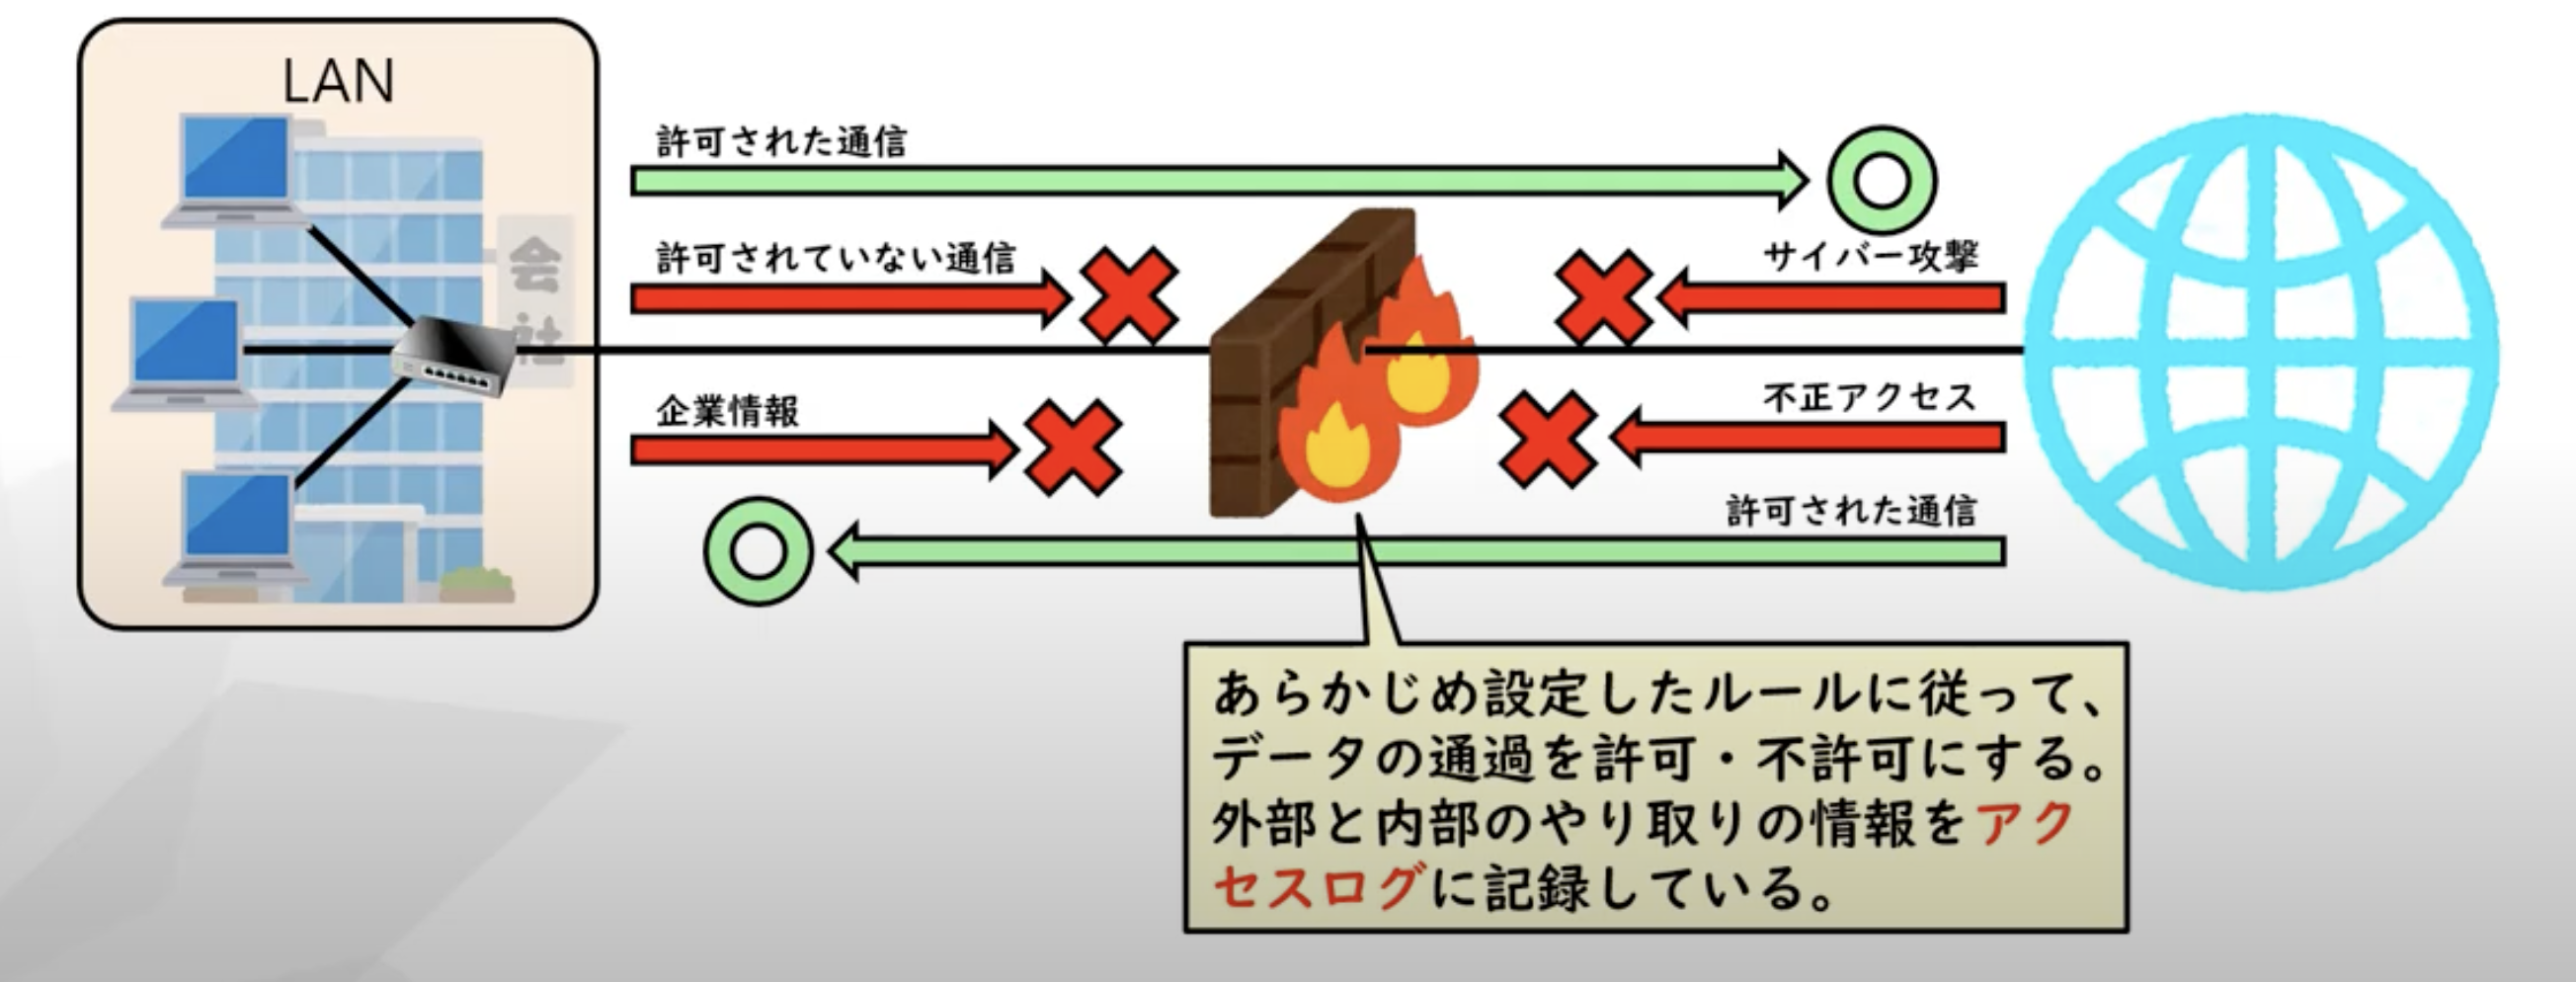 LAN
会
社
許可された通信
許可されていない通信
サイバー攻撃
企業情報
不正アクセス
許可された通信
あらかじめ設定したルールに従って、
データの通過を許可・不許可にする。
外部と内部のやり取りの情報をアク
セスログに記録している。